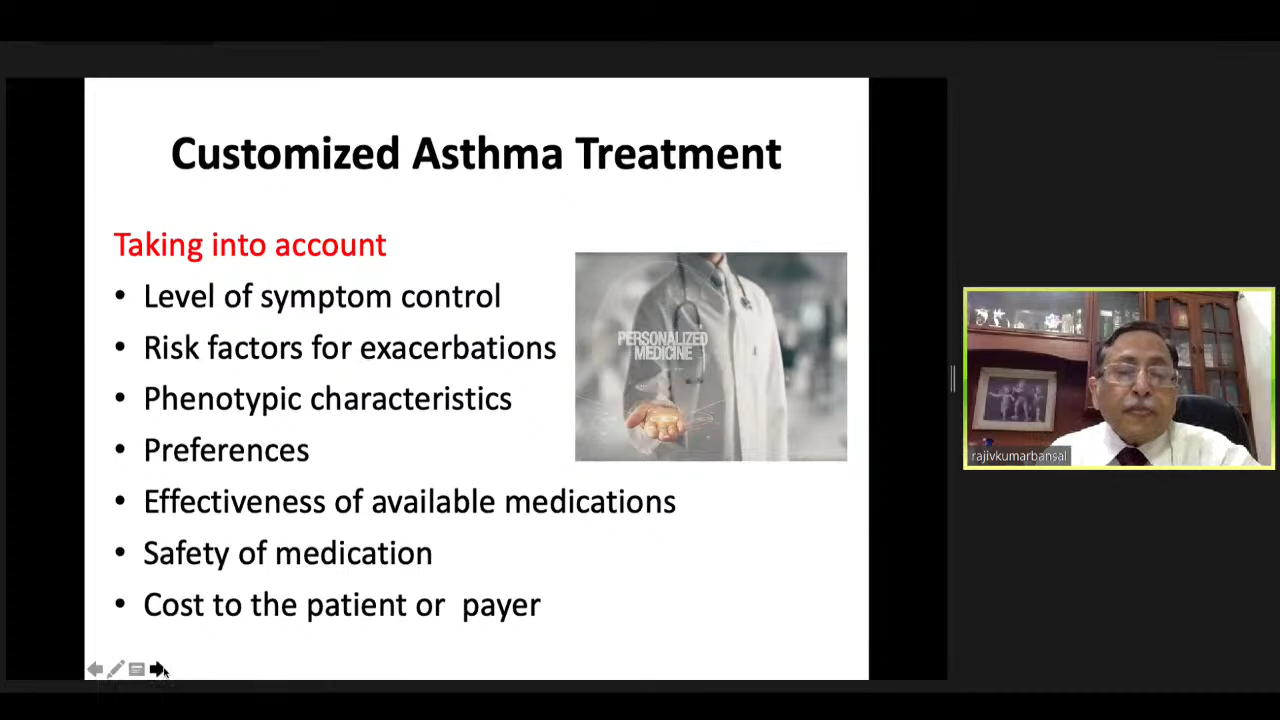 Customized Asthma Treatment
Taking into account
• Level of symptom control
• Risk factors for exacerbations
• Phenotypic characteristics
• Preferences
• Effectiveness of available medications
• Safety of medication
• Cost to the patient or payer
PERSONALIZED
MEDICINE
rajivkumarbansal